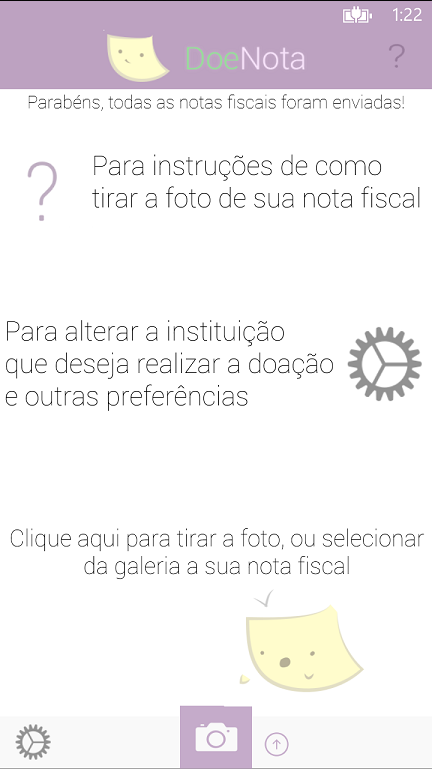 1:22
DoeNota
?
Parabéns, todas as notas fiscais foram enviadas!
?
Para instruções de como
tirar a foto de sua nota fiscal
Para alterar a instituição
que deseja realizar a doação
e outras preferências
Clique aqui para tirar a foto, ou selecionar
da galeria a sua nota fiscal